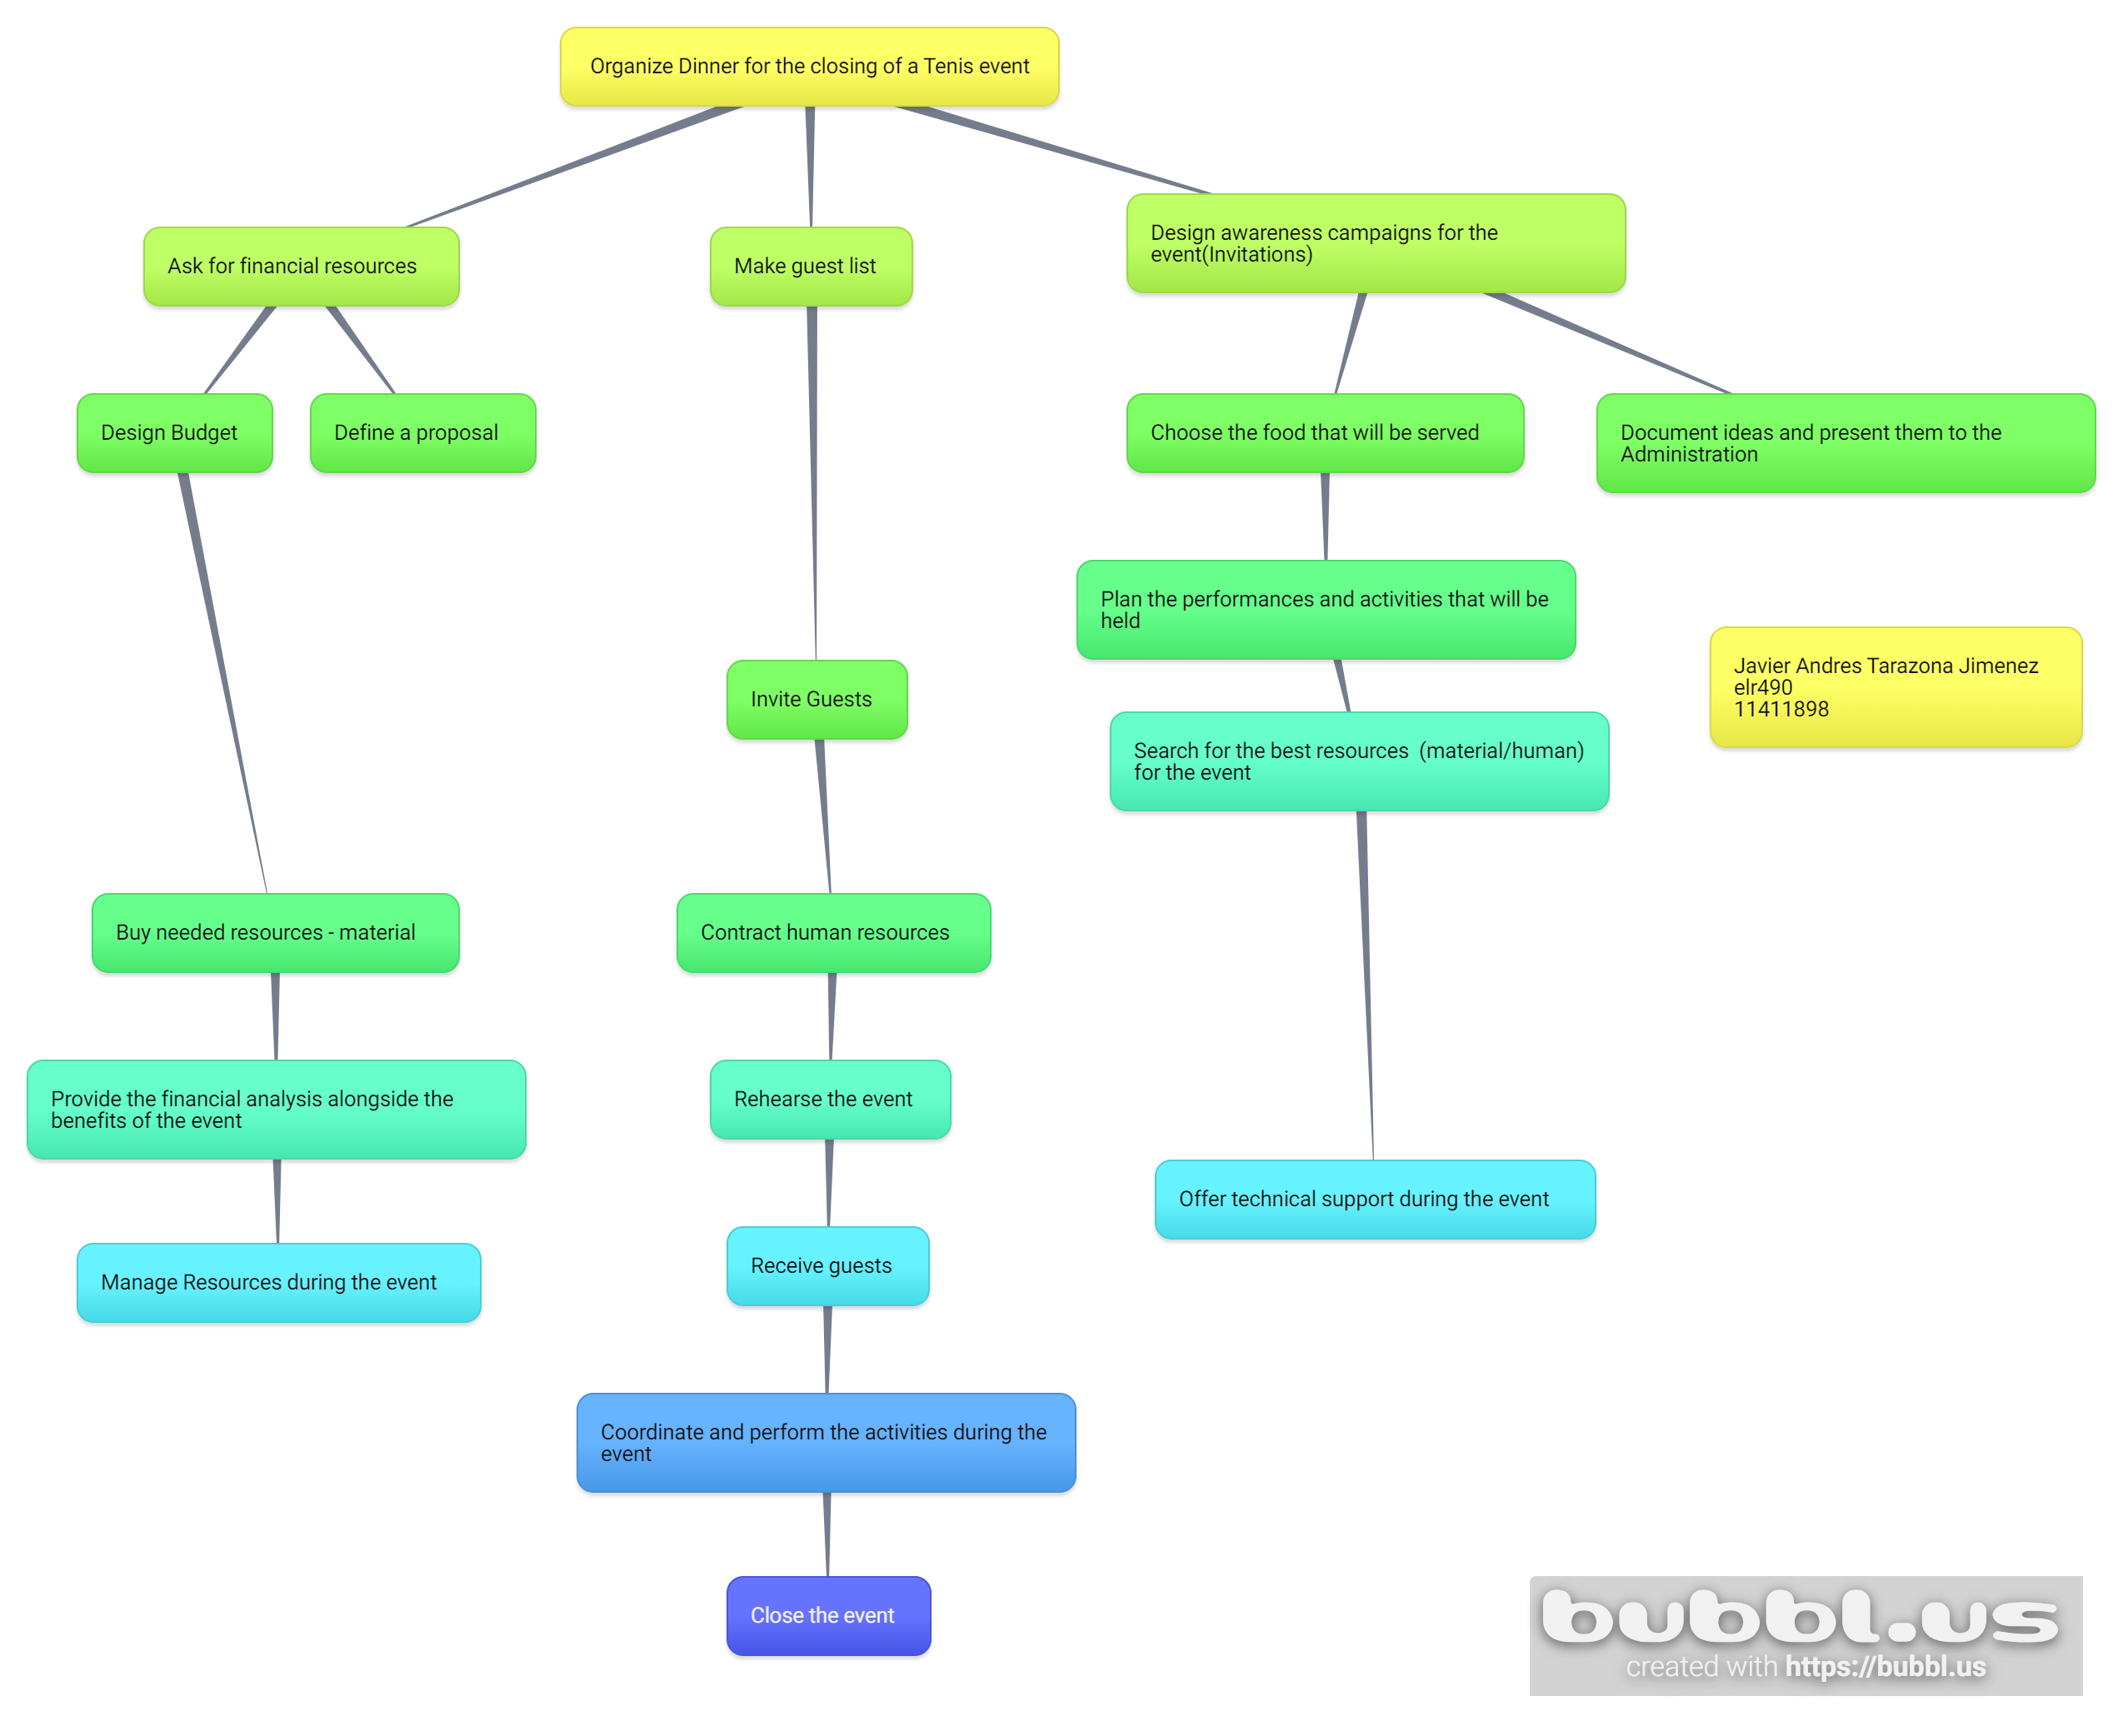 Organize Dinner for the closing of a Tenis event
Ask for financial resources
Make guest list
Design awareness campaigns for the
event(Invitations)
Design Budget
Define a proposal
Choose the food that will be served
Document ideas and present them to the
Administration
Plan the performances and activities that will be
held
Invite Guests
Javier Andres Tarazona Jimenez
elr490
11411898
Search for the best resources  (material/human)
for the event
Buy needed resources - material
Contract human resources
Provide the financial analysis alongside the
benefits of the event
Rehearse the event
Offer technical support during the event
Manage Resources during the event
Receive guests
Coordinate and perform the activities during the
event
Close the event
bubbl.us
created with https://bubbl.us